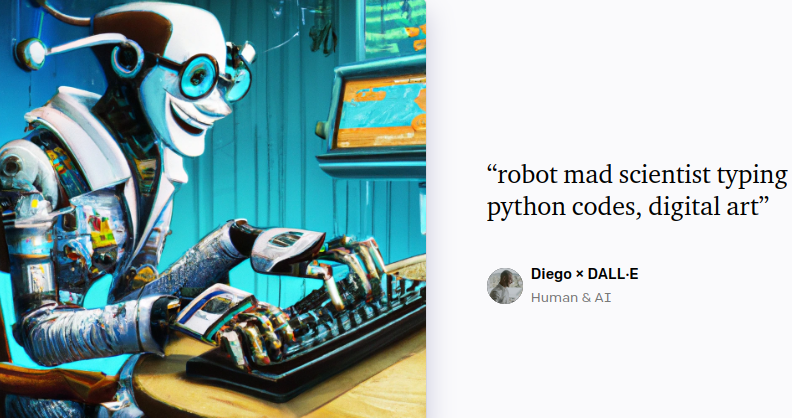 “robot mad scientist typing
python codes, digital art”
Diego × DALL·E
Human & AI